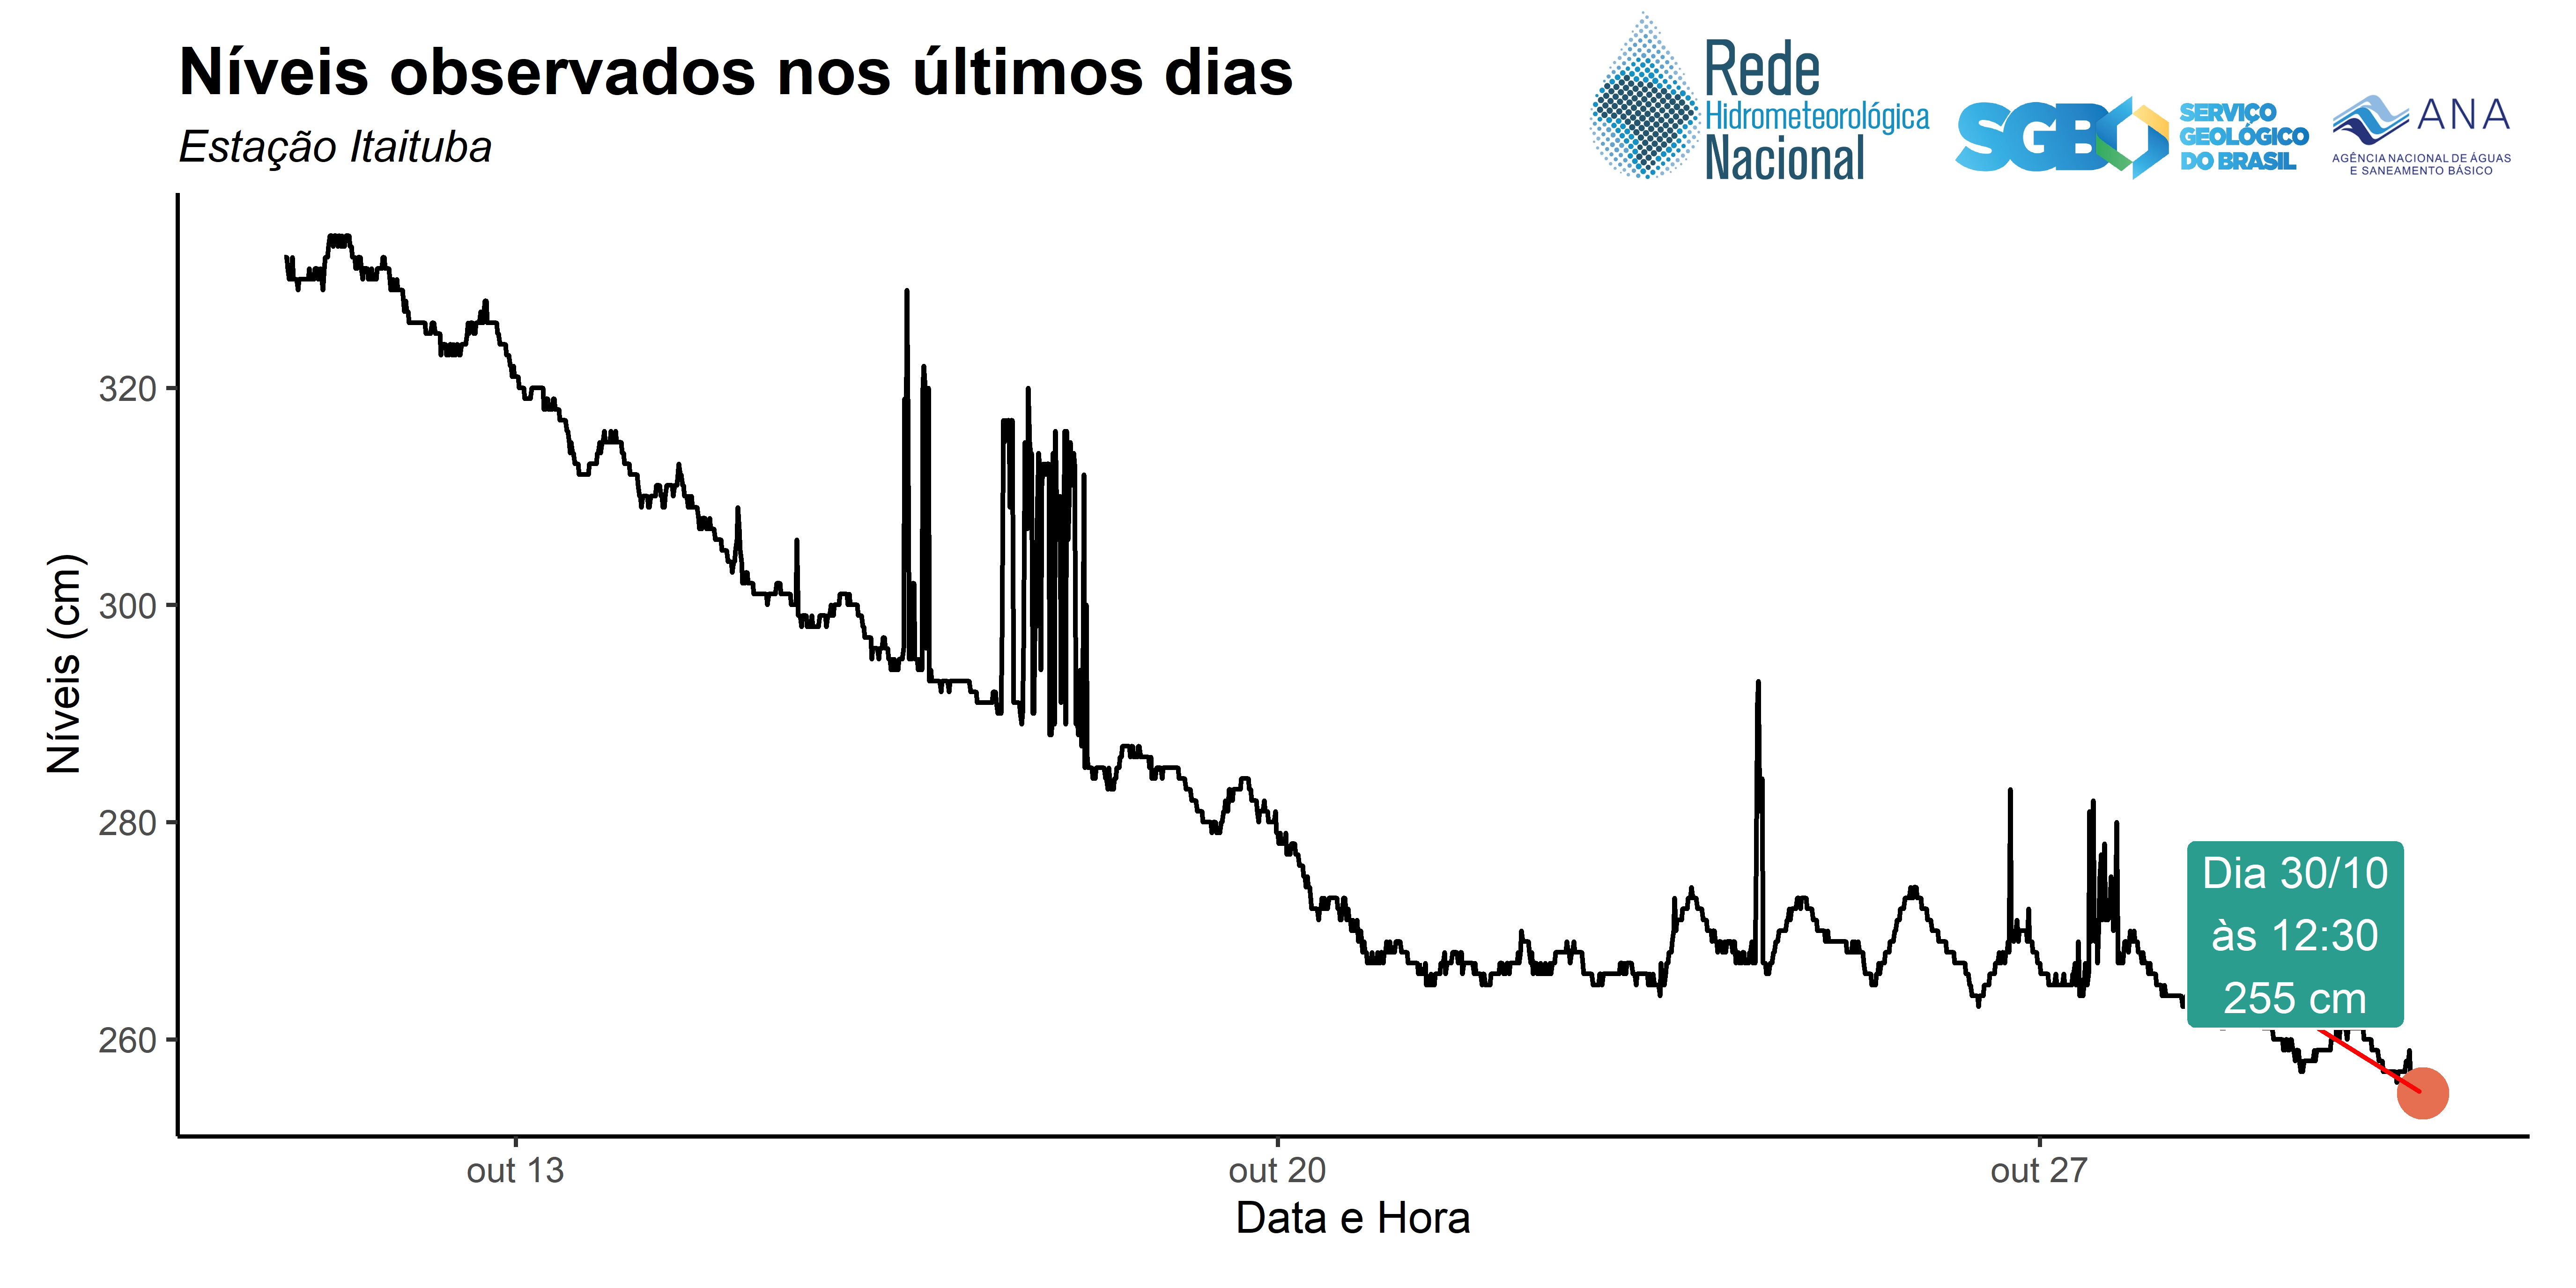 Níveis observados nos últimos dias
Estação Itaituba
Rede
Hidrometeorológica
Nacional
SGB
SERVIÇO
GEOLÓGICO
DO BRASIL
ANA
AGÊNCIA NACIONAL DE ÁGUAS
E SANEAMENTO BÁSICO
Níveis (cm)
320
300
280
260
Dia 30/10
às 12:30
255 cm
out 13
out 20
out 27
Data e Hora